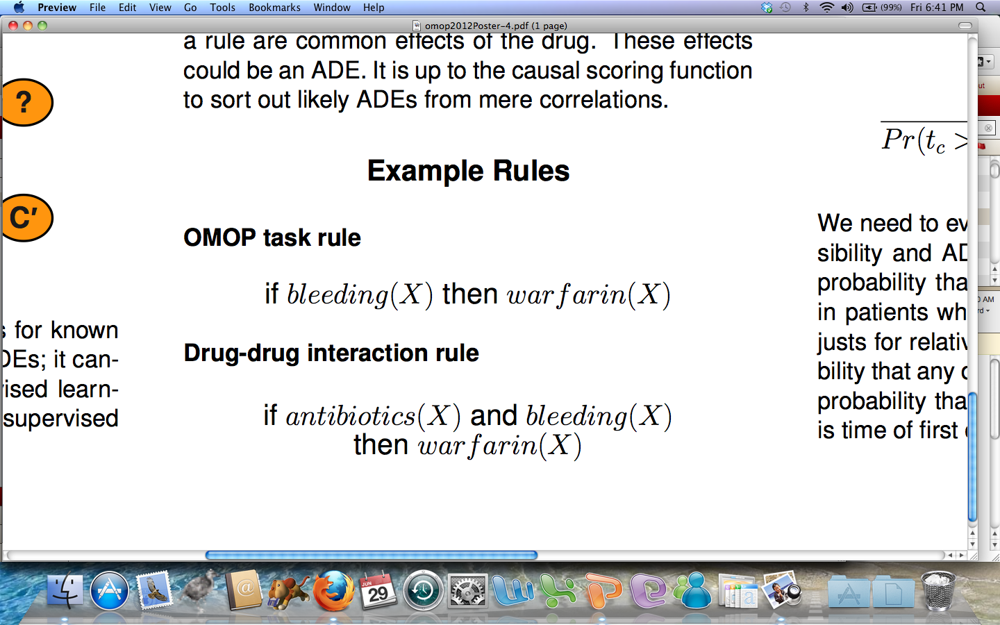 Preview File Edit View Go Tools Bookmarks Window Help
(99%) Fri 6:41 PM
omop2012Poster-4.pdf (1 page)
a rule are common effects of the drug. These effects
could be an ADE. It is up to the causal scoring function
to sort out likely ADEs from mere correlations.
?
C′
s for known
DEs; it can-
vised learn-
supervised
Example Rules
OMOP task rule
if bleeding(X) then warfarin(X)
Drug-drug interaction rule
if antibiotics(X) and bleeding(X)
then warfarin(X)
Pr(t_c >
We need to ev
sibility and AD
probability tha
in patients wh
justs for relativ
bility that any
probability tha
is time of first
AM
JUN
29
@